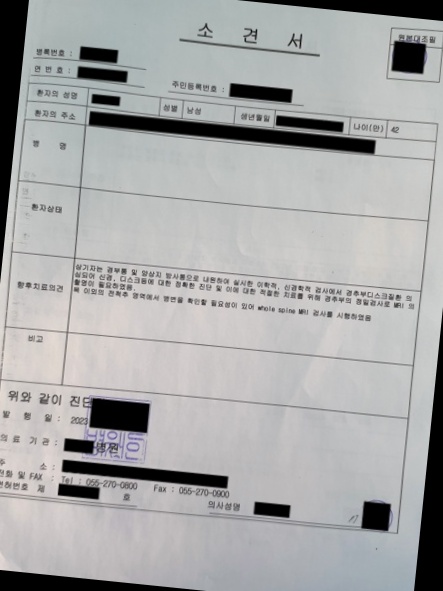 소 견 서
원본대조필
등록번호 :
연 번 호 :
주민등록번호 :
환자의 성명 성별 남성 생년월일 나이(만) 42
환자의 주소
병 명
환자상태
향후치료의견
상기자는 경부통 및 양상지 방사통으로 내원하여 실시한 이학적, 신경학적 검사에서 경추부디스크질환 의
심되어 신경, 디스크등에 대한 정확한 진단 및 이에 대한 적절한 치료를 위해 경추부의 정밀검사로 MRI 의
촬영이 필요하였음.
목 이외의 전척추 영역에서 병변을 확인할 필요성이 있어 whole spine MRI 검사를 시행하였음
비고
위와 같이 진단
발 행 일 : 2023
의료 기관 : 병원
주 소 :
전화 및 FAX : Tel : 055-270-0800 Fax : 055-270-0900
면허번호 제 호 의사성명